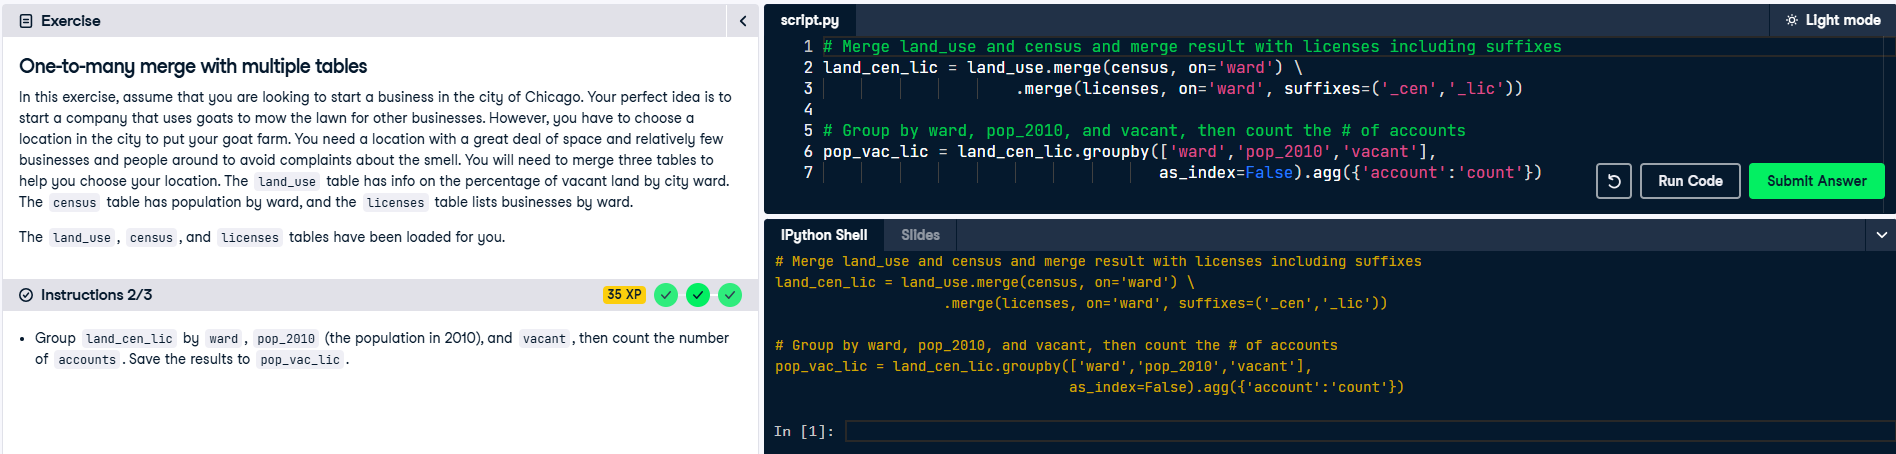 Exercise
One-to-many merge with multiple tables
In this exercise, assume that you are looking to start a business in the city of Chicago. Your perfect idea is to
start a company that uses goats to mow the lawn for other businesses. However, you have to choose a
location in the city to put your goat farm. You need a location with a great deal of space and relatively few
businesses and people around to avoid complaints about the smell. You will need to merge three tables to
help you choose your location. The land_use table has info on the percentage of vacant land by city ward.
The census table has population by ward, and the licenses table lists businesses by ward.
The land_use, census, and licenses tables have been loaded for you.
Instructions 2/3
35 XP
• Group land_cen_lic by ward, pop_2010 (the population in 2010), and vacant, then count the number
of accounts. Save the results to pop_vac_lic.
script.py
Light mode
1 # Merge land_use and census and merge result with licenses including suffixes
2 land_cen_lic = land_use.merge(census, on='ward') \
3 .merge(licenses, on='ward', suffixes=('_cen','_lic'))
4
5 # Group by ward, pop_2010, and vacant, then count the # of accounts
6 pop_vac_lic = land_cen_lic.groupby(['ward','pop_2010','vacant'],
7 as_index=False).agg({'account':'count'})
Run Code
Submit Answer
IPython Shell
Slides
# Merge land_use and census and merge result with licenses including suffixes
land_cen_lic = land_use.merge(census, on='ward') \
.merge(licenses, on='ward', suffixes=('_cen','_lic'))
# Group by ward, pop_2010, and vacant, then count the # of accounts
pop_vac_lic = land_cen_lic.groupby(['ward','pop_2010','vacant'],
as_index=False).agg({'account':'count'})
In [1]: